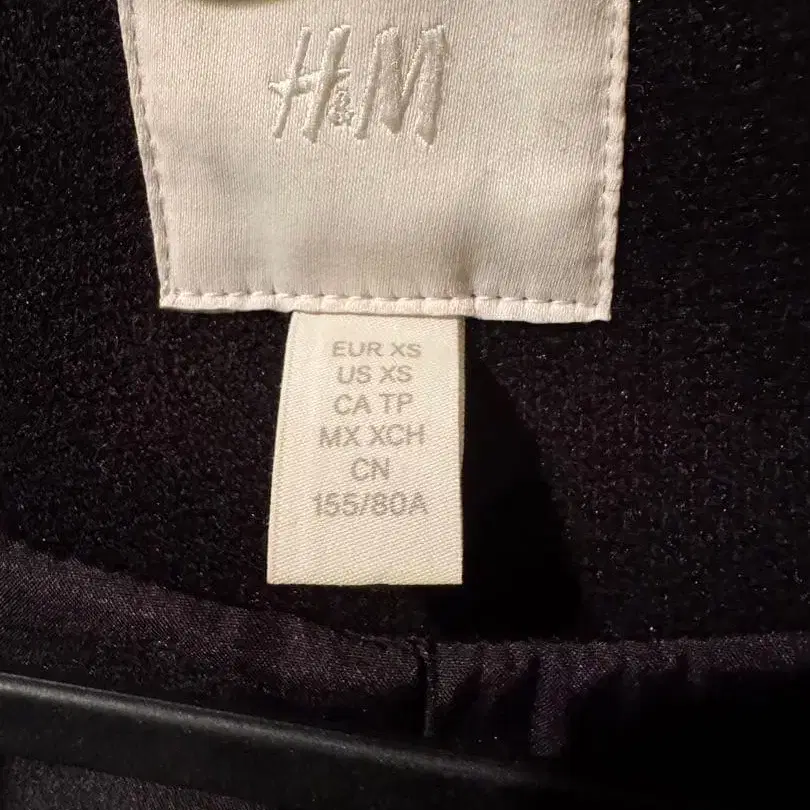 H&M
EUR XS
US XS
CA TP
MX XCH
CN
155/80A